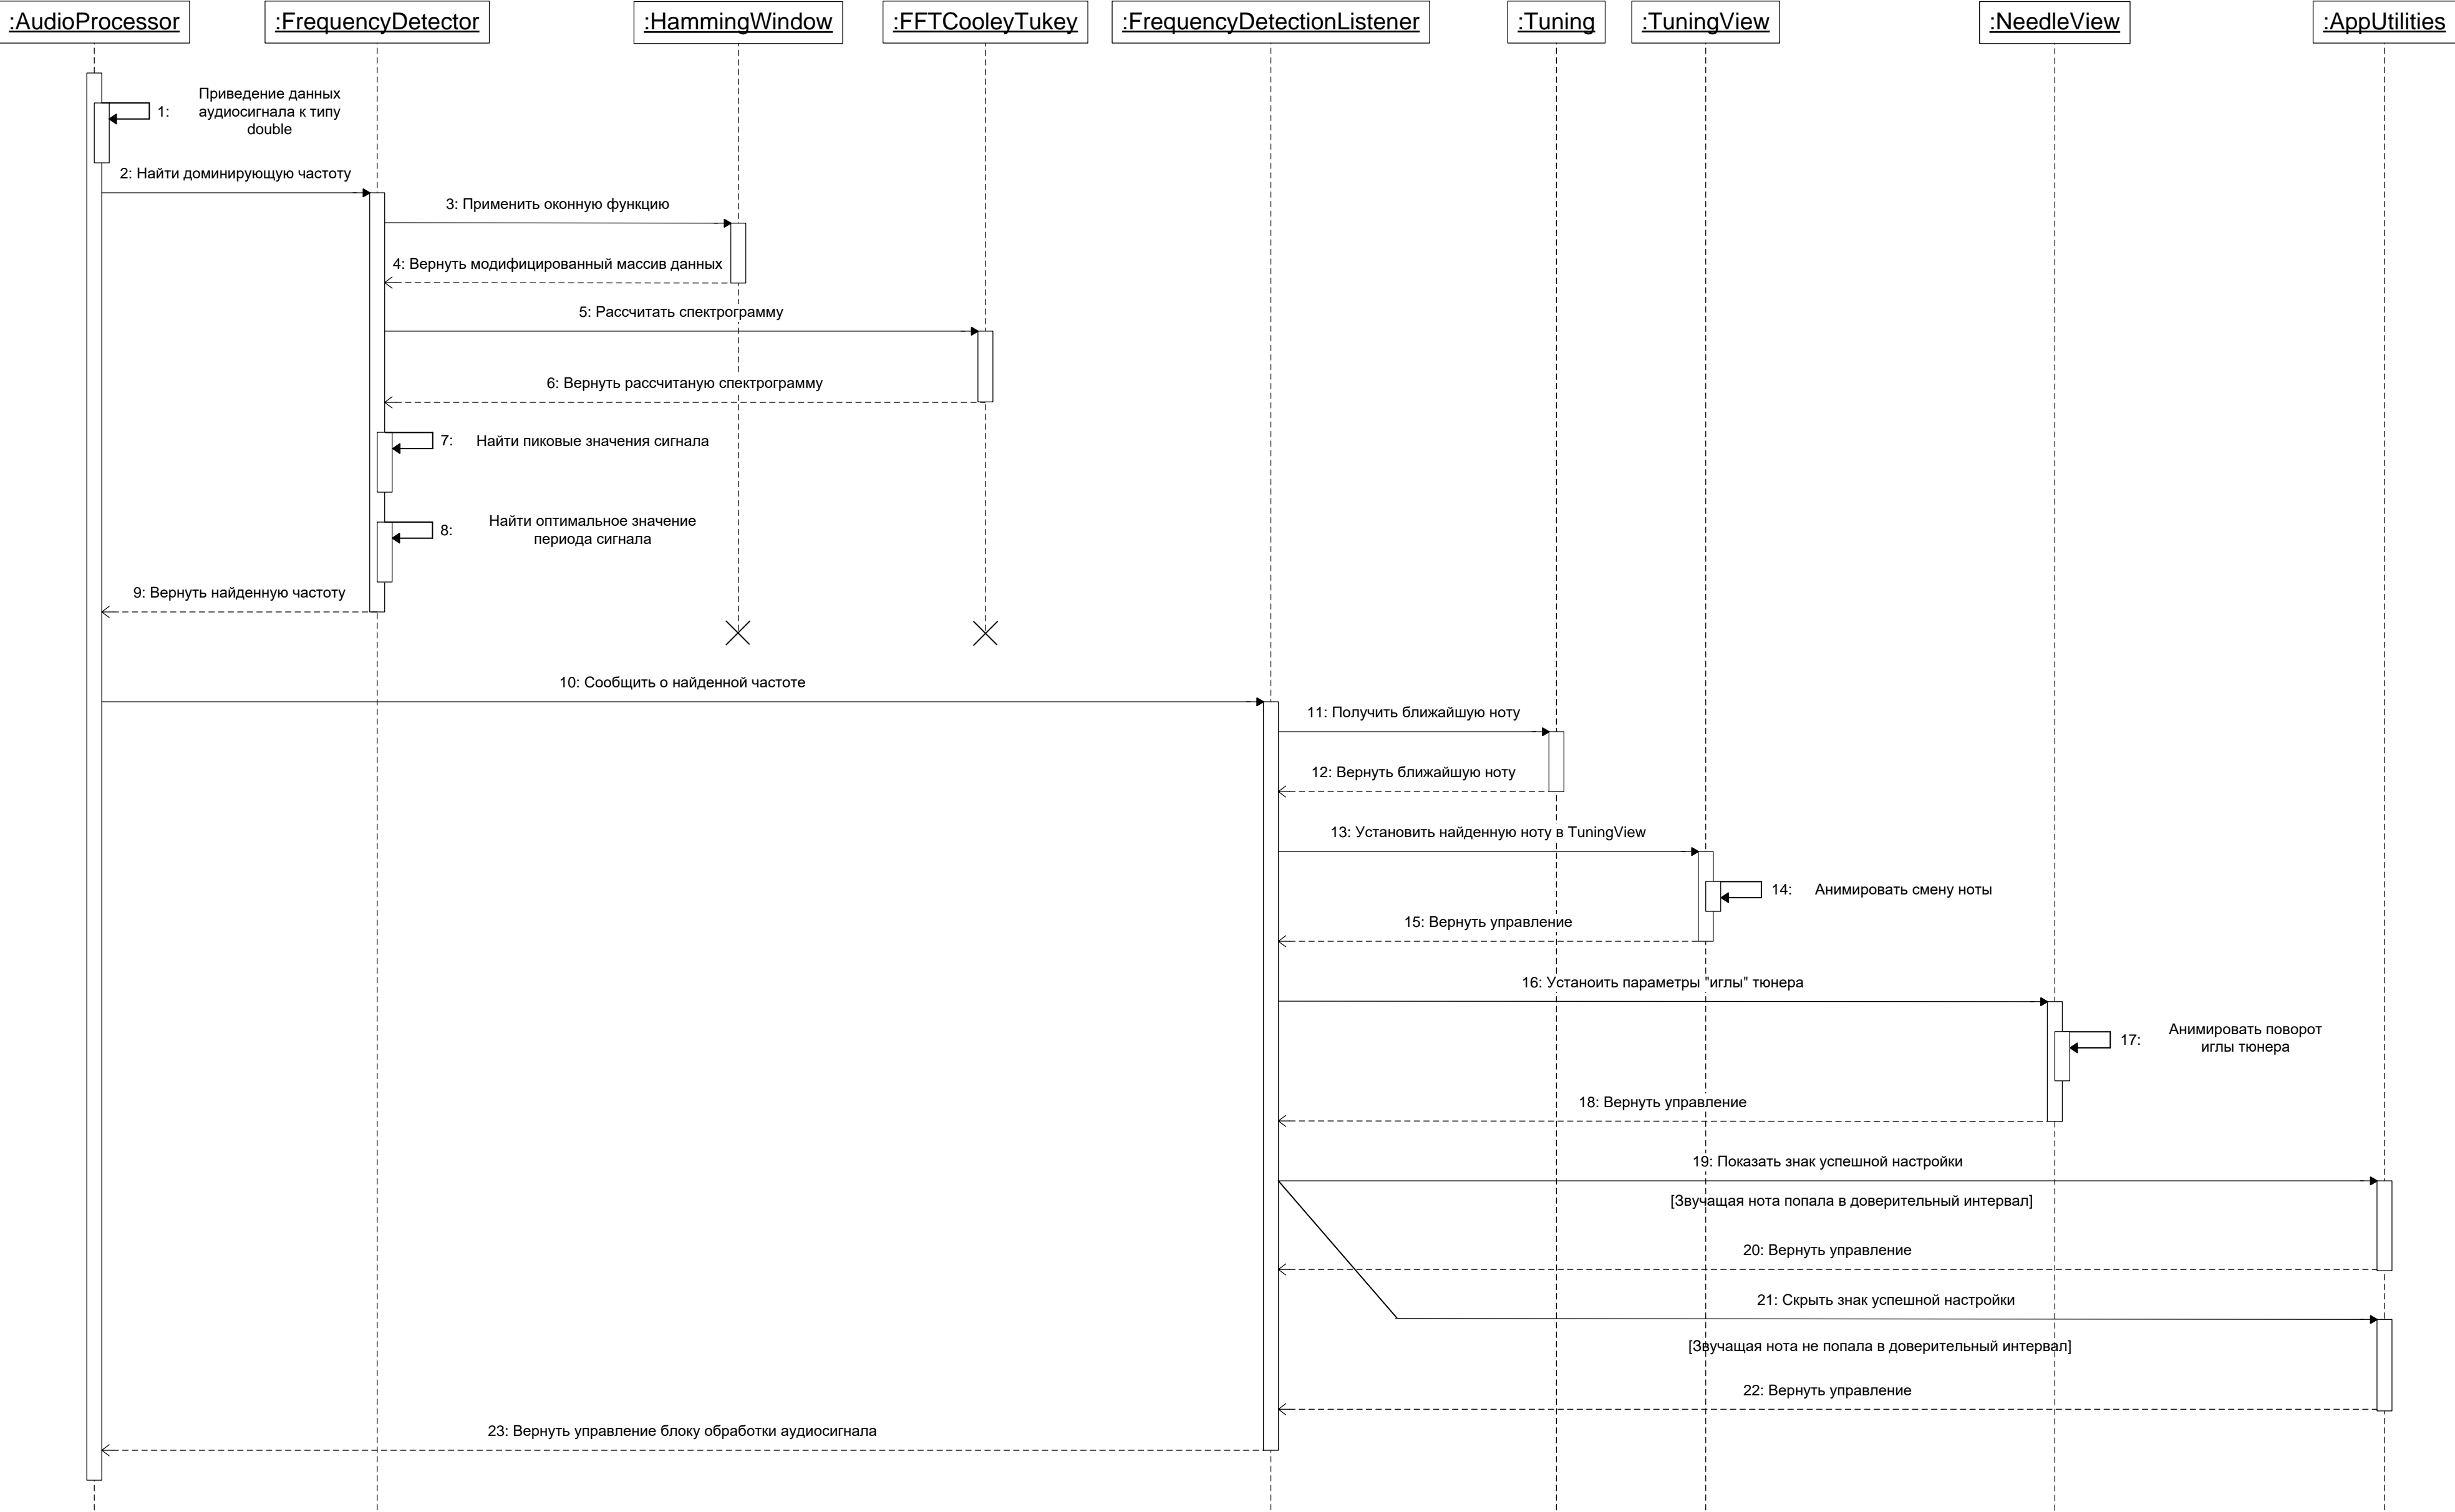 :AudioProcessor
:FrequencyDetector
:HammingWindow
:FFTCooleyTukey
:FrequencyDetectionListener
:Tuning
:TuningView
:NeedleView
:AppUtilities
1:
Приведение данных
аудиосигнала к типу
double
2: Найти доминирующую частоту
3: Применить оконную функцию
4: Вернуть модифицированный массив данных
5: Рассчитать спектрограмму
6: Вернуть рассчитаную спектрограмму
7:
Найти пиковые значения сигнала
8:
Найти оптимальное значение
периода сигнала
9: Вернуть найденную частоту
10: Сообщить о найденной частоте
11: Получить ближайшую ноту
12: Вернуть ближайшую ноту
13: Установить найденную ноту в TuningView
14:
Анимировать смену ноты
15: Вернуть управление
16: Устаноить параметры "иглы" тюнера
17:
Анимировать поворот
иглы тюнера
18: Вернуть управление
19: Показать знак успешной настройки
[Звучащая нота попала в доверительный интервал]
20: Вернуть управление
21: Скрыть знак успешной настройки
[Звучащая нота не попала в доверительный интервал]
22: Вернуть управление
23: Вернуть управление блоку обработки аудиосигнала